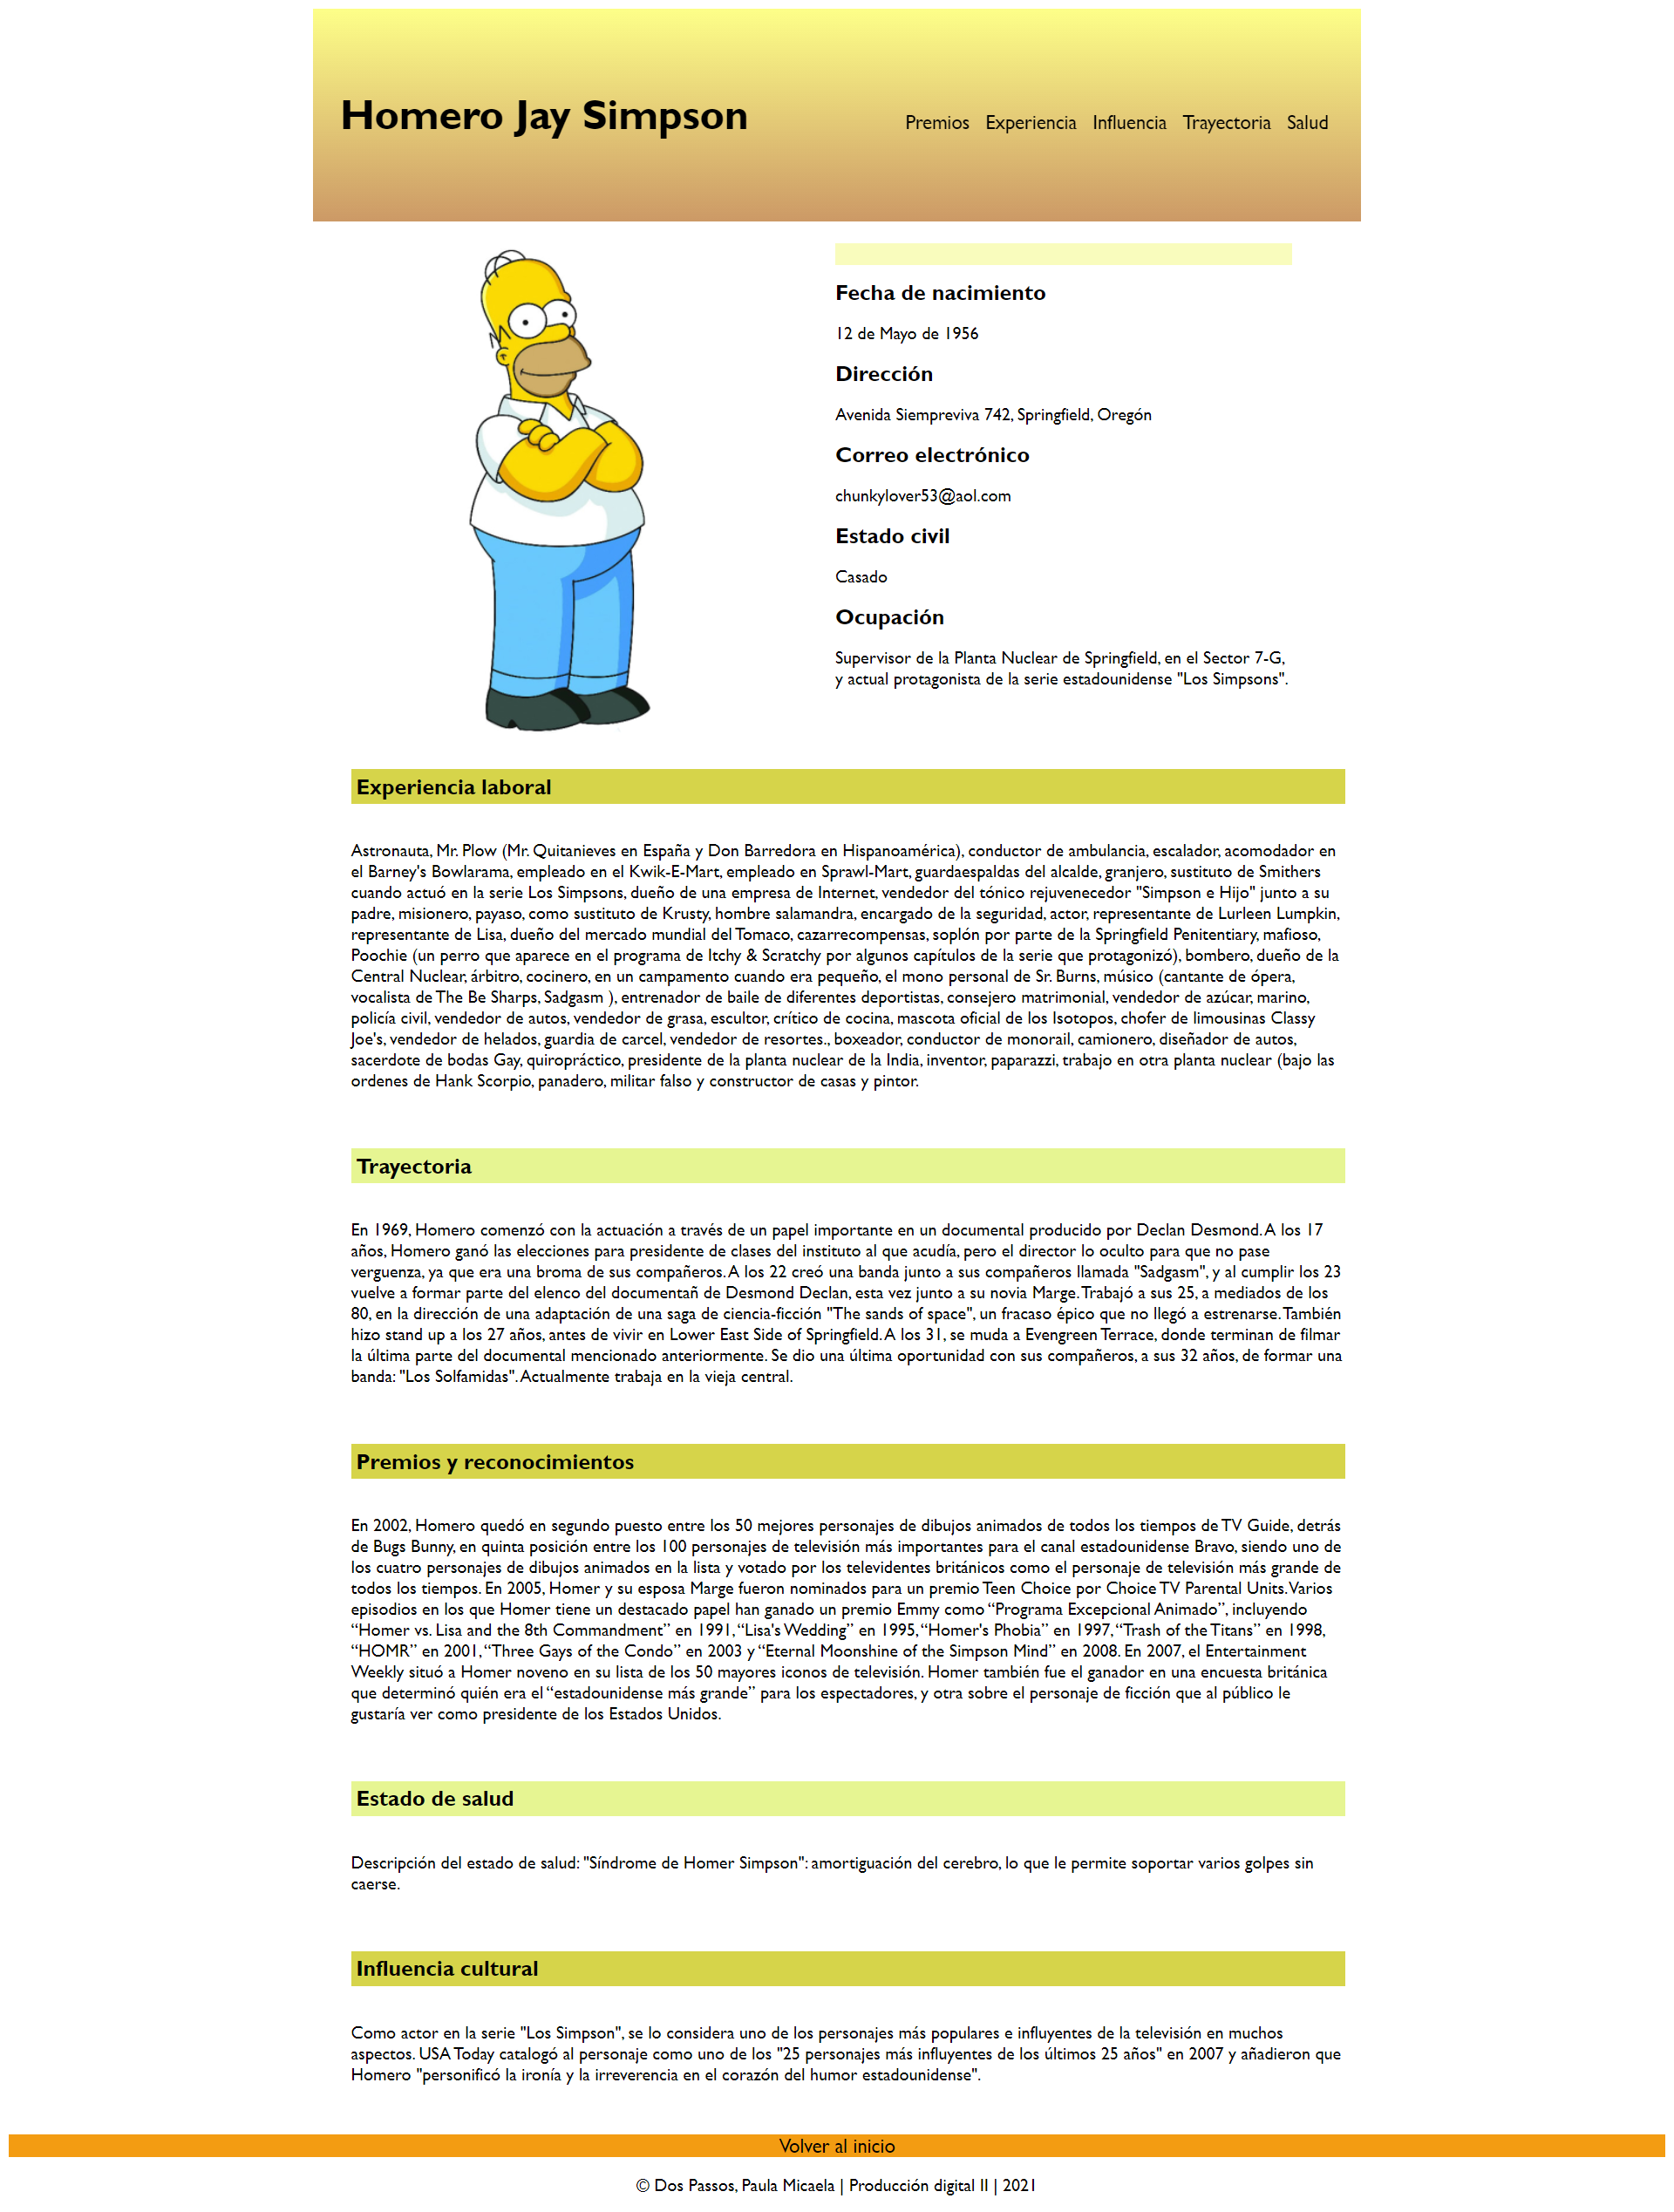 Homero Jay Simpson
Premios Experiencia Influencia Trayectoria Salud
Fecha de nacimiento
12 de Mayo de 1956
Dirección
Avenida Siempreviva 742, Springfield, Oregón
Correo electrónico
chunkylover53@aol.com
Estado civil
Casado
Ocupación
Supervisor de la Planta Nuclear de Springfield, en el Sector 7-G,
y actual protagonista de la serie estadounidense "Los Simpsons".
Experiencia laboral
Astronauta, Mr. Plow (Mr. Quitanieves en España y Don Barredora en Hispanoamérica), conductor de ambulancia, escalador, acomodador en
el Barney's Bowlarama, empleado en el Kwik-E-Mart, empleado en Sprawl-Mart, guardaespaldas del alcalde, granjero, sustituto de Smithers
cuando actuó en la serie Los Simpsons, dueño de una empresa de Internet, vendedor del tónico rejuvenecedor "Simpson e Hijo" junto a su
padre, misionero, payaso, como sustituto de Krusty, hombre salamandra, encargado de la seguridad, actor, representante de Lurleen Lumpkin,
representante de Lisa, dueño del mercado mundial del Tomaco, cazarrecompensas, soplón por parte de la Springfield Penitentiary, mafioso,
Poochie (un perro que aparece en el programa de Itchy & Scratchy por algunos capítulos de la serie que protagonizó), bombero, dueño de la
Central Nuclear, árbitro, cocinero, en un campamento cuando era pequeño, el mono personal de Sr. Burns, músico (cantante de ópera,
vocalista de The Be Sharps, Sadgasm ), entrenador de baile de diferentes deportistas, consejero matrimonial, vendedor de azúcar, marino,
policía civil, vendedor de autos, vendedor de grasa, escultor, crítico de cocina, mascota oficial de los Isotopos, chofer de limousinas Classy
Joe's, vendedor de helados, guardia de carcel, vendedor de resortes., boxeador, conductor de monorail, camionero, diseñador de autos,
sacerdote de bodas Gay, quiropráctico, presidente de la planta nuclear de la India, inventor, paparazzi, trabajo en otra planta nuclear (bajo las
ordenes de Hank Scorpio, panadero, militar falso y constructor de casas y pintor.
Trayectoria
En 1969, Homero comenzó con la actuación a través de un papel importante en un documental producido por Declan Desmond. A los 17
años, Homero ganó las elecciones para presidente de clases del instituto al que acudía, pero el director lo oculto para que no pase
verguenza, ya que era una broma de sus compañeros. A los 22 creó una banda junto a sus compañeros llamada "Sadgasm", y al cumplir los 23
vuelve a formar parte del elenco del documentañ de Desmond Declan, esta vez junto a su novia Marge. Trabajó a sus 25, a mediados de los
80, en la dirección de una adaptación de una saga de ciencia-ficción "The sands of space", un fracaso épico que no llegó a estrenarse. También
hizo stand up a los 27 años, antes de vivir en Lower East Side of Springfield. A los 31, se muda a Evengreen Terrace, donde terminan de filmar
la última parte del documental mencionado anteriormente. Se dio una última oportunidad con sus compañeros, a sus 32 años, de formar una
banda: "Los Solfamidas". Actualmente trabaja en la vieja central.
Premios y reconocimientos
En 2002, Homero quedó en segundo puesto entre los 50 mejores personajes de dibujos animados de todos los tiempos de TV Guide, detrás
de Bugs Bunny, en quinta posición entre los 100 personajes de televisión más importantes para el canal estadounidense Bravo, siendo uno de
los cuatro personajes de dibujos animados en la lista y votado por los televidentes británicos como el personaje de televisión más grande de
todos los tiempos. En 2005, Homer y su esposa Marge fueron nominados para un premio Teen Choice por Choice TV Parental Units. Varios
episodios en los que Homer tiene un destacado papel han ganado un premio Emmy como “Programa Excepcional Animado”, incluyendo
“Homer vs. Lisa and the 8th Commandment” en 1991, “Lisa's Wedding” en 1995, “Homer's Phobia” en 1997, “Trash of the Titans” en 1998,
“HOMR” en 2001, “Three Gays of the Condo” en 2003 y “Eternal Moonshine of the Simpson Mind” en 2008. En 2007, el Entertainment
Weekly situó a Homer noveno en su lista de los 50 mayores iconos de televisión. Homer también fue el ganador en una encuesta británica
que determinó quién era el “estadounidense más grande” para los espectadores, y otra sobre el personaje de ficción que al público le
gustaría ver como presidente de los Estados Unidos.
Estado de salud
Descripción del estado de salud: "Síndrome de Homer Simpson": amortiguación del cerebro, lo que le permite soportar varios golpes sin
caerse.
Influencia cultural
Como actor en la serie "Los Simpson", se lo considera uno de los personajes más populares e influyentes de la televisión en muchos
aspectos. USA Today catalogó al personaje como uno de los "25 personajes más influyentes de los últimos 25 años" en 2007 y añadieron que
Homero "personificó la ironía y la irreverencia en el corazón del humor estadounidense".
Volver al inicio
© Dos Passos, Paula Micaela | Producción digital II | 2021